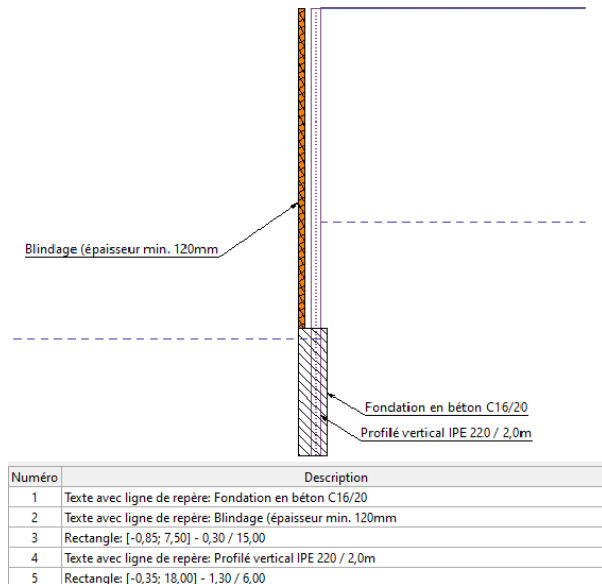 Blindage (épaisseur min. 120mm
Fondation en béton C16/20
Profilé vertical IPE 220 / 2,0m
Numéro Description
1 Texte avec ligne de repère: Fondation en béton C16/20
2 Texte avec ligne de repère: Blindage (épaisseur min. 120mm
3 Rectangle: [-0,85; 7,50] - 0,30 / 15,00
4 Texte avec ligne de repère: Profilé vertical IPE 220 / 2,0m
5 Rectangle: [-0,35; 18,00] - 1,30 / 6,00